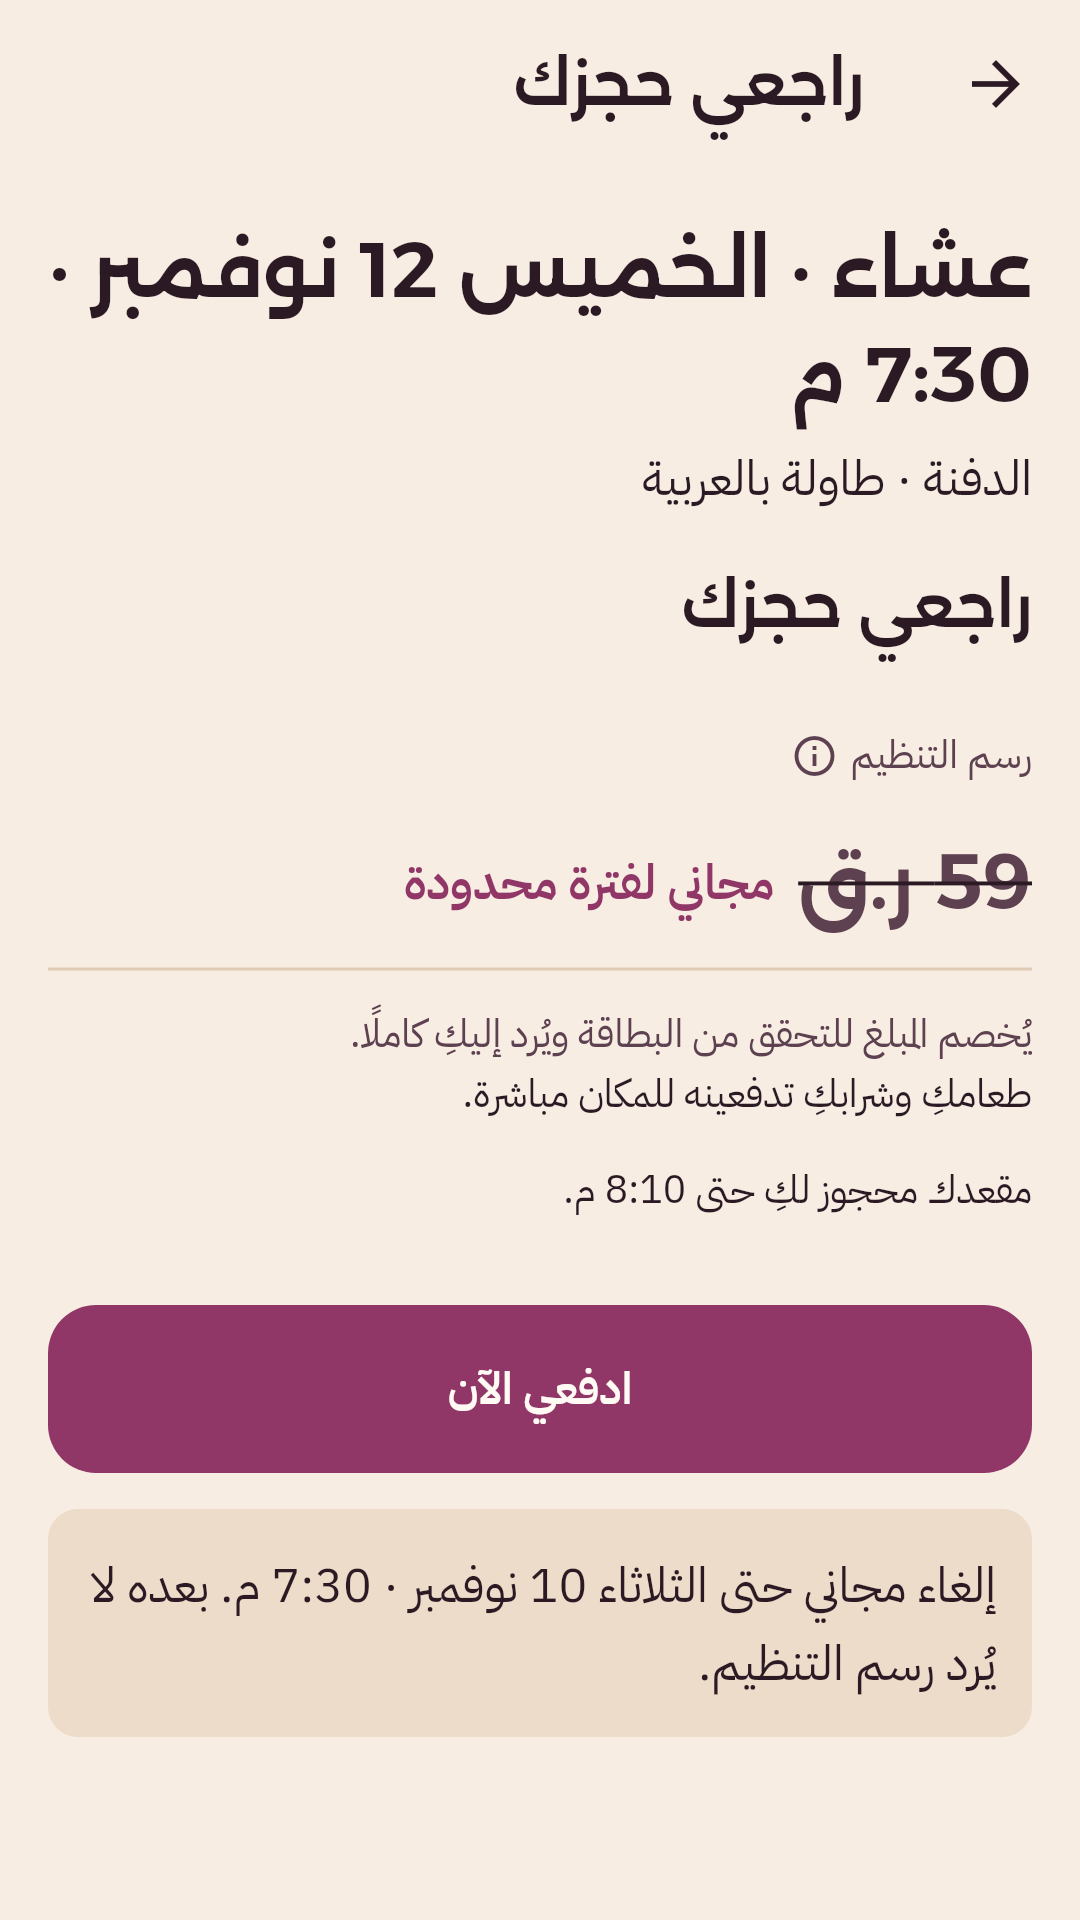 راجعي حجزك
عشاء · الخميس 12 نوفمبر ·
7:30 م
الدفنة · طاولة بالعربية
راجعي حجزك
رسم التنظيم
59 ر.ق مجاني لفترة محدودة
يُخصم المبلغ للتحقق من البطاقة ويُرد إليكِ كاملًا.
طعامكِ وشرابكِ تدفعينه للمكان مباشرة.
مقعدك محجوز لكِ حتى 8:10 م.
ادفعي الآن
إلغاء مجاني حتى الثلاثاء 10 نوفمبر · 7:30 م. بعده لا
يُرد رسم التنظيم.